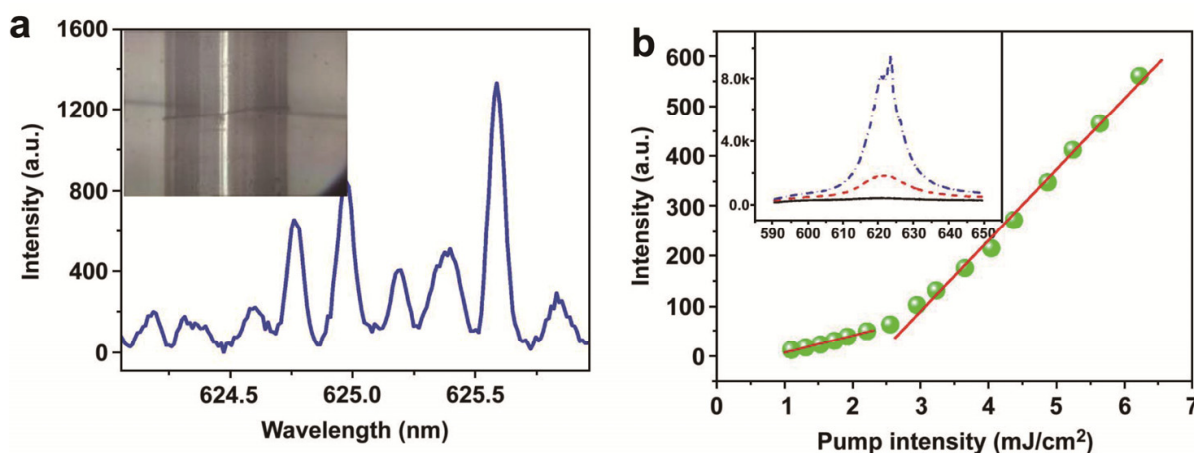 a
1600
1200
800
400
0
Intensity (a.u.)
624.5 625.0 625.5
Wavelength (nm)
b
600
500
400
300
200
100
0
Intensity (a.u.)
8.0k
4.0k
0.0
590 600 610 620 630 640 650
0 1 2 3 4 5 6 7
Pump intensity (mJ/cm²)